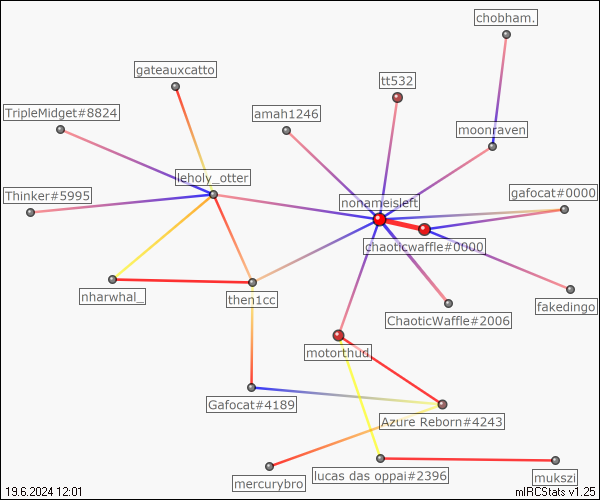 chobham.
gateauxcatto
tt532
TripleMidget#8824
amah1246
moonraven
leholy_otter
Thinker#5995
gafocat#0000
nonameisleft
chaoticwaffle#0000
nharwhal_
then1cc
fakedingo
ChaoticWaffle#2006
motorthud
Gafocat#4189
Azure Reborn#4243
mercurybro
lucas das oppai#2396
mukszi
19.6.2024 12:01
mIRCStats v1.25